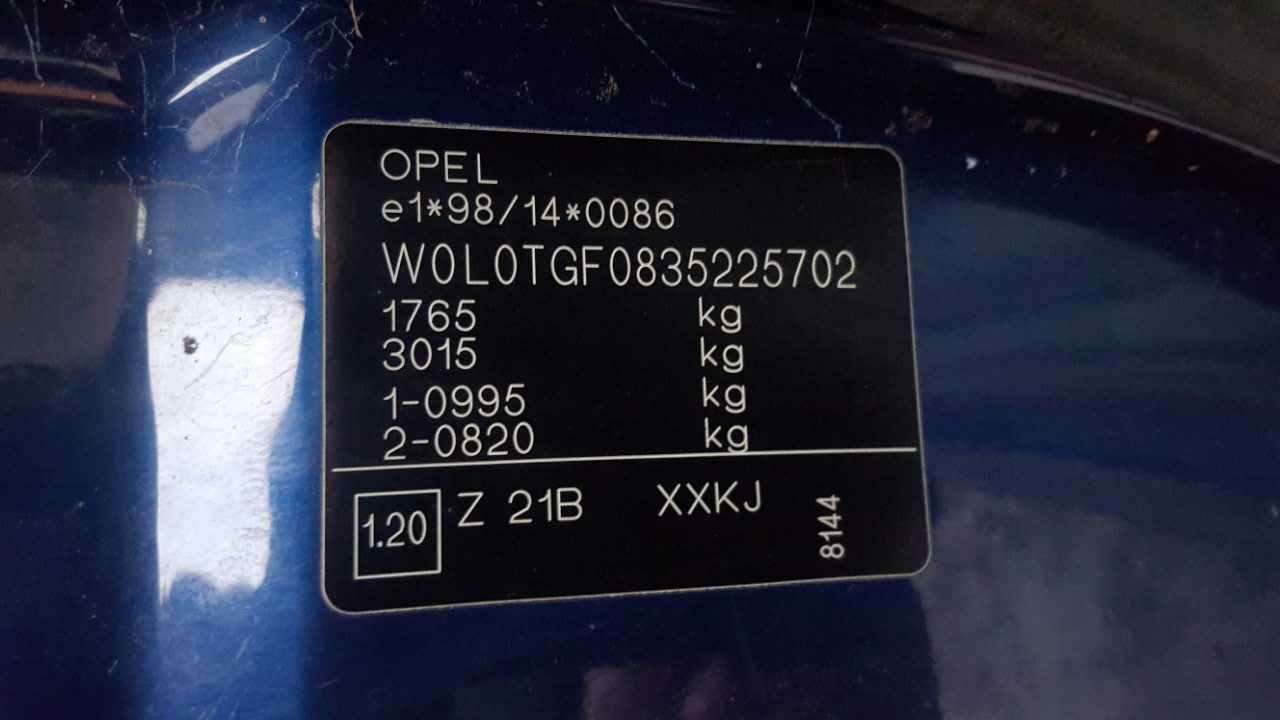 OPEL
e1*98/14*0086
W0L0TGF0835225702
1765 kg
3015 kg
1-0995 kg
2-0820 kg
1.20 Z 21B XXKJ 8144